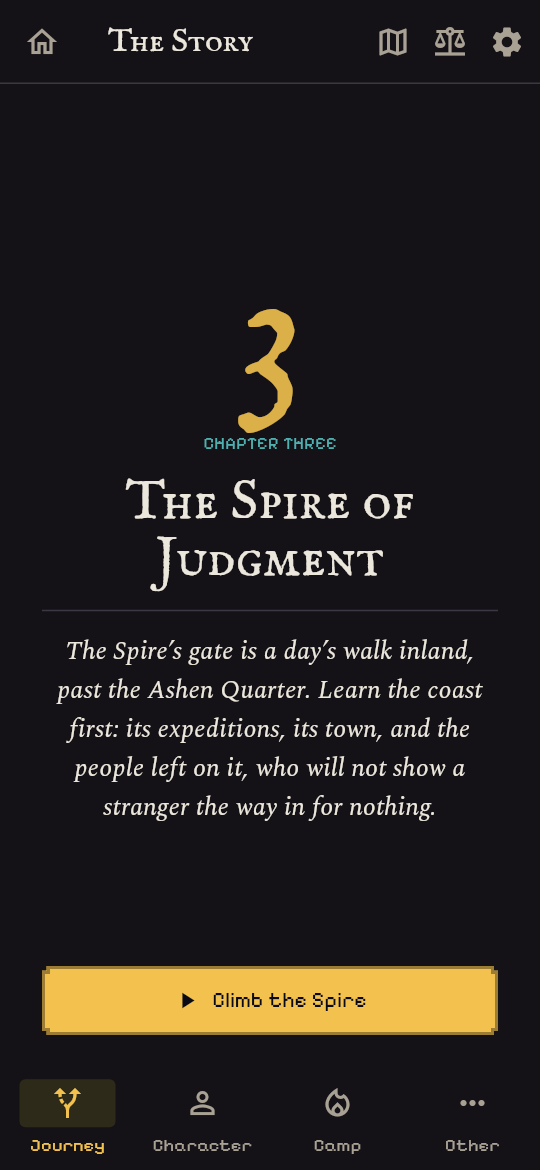 The Story
3
CHAPTER THREE
The Spire of
Judgment
The Spire’s gate is a day’s walk inland,
past the Ashen Quarter. Learn the coast
first: its expeditions, its town, and the
people left on it, who will not show a
stranger the way in for nothing.
Climb the Spire
Journey
Character
Camp
Other